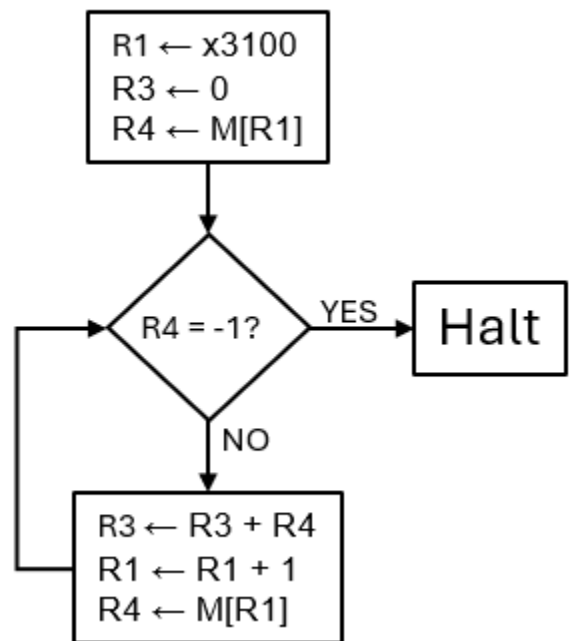 R1 ← x3100
R3 ← 0
R4 ← M[R1]
R4 = -1?
YES
Halt
NO
R3 ← R3 + R4
R1 ← R1 + 1
R4 ← M[R1]